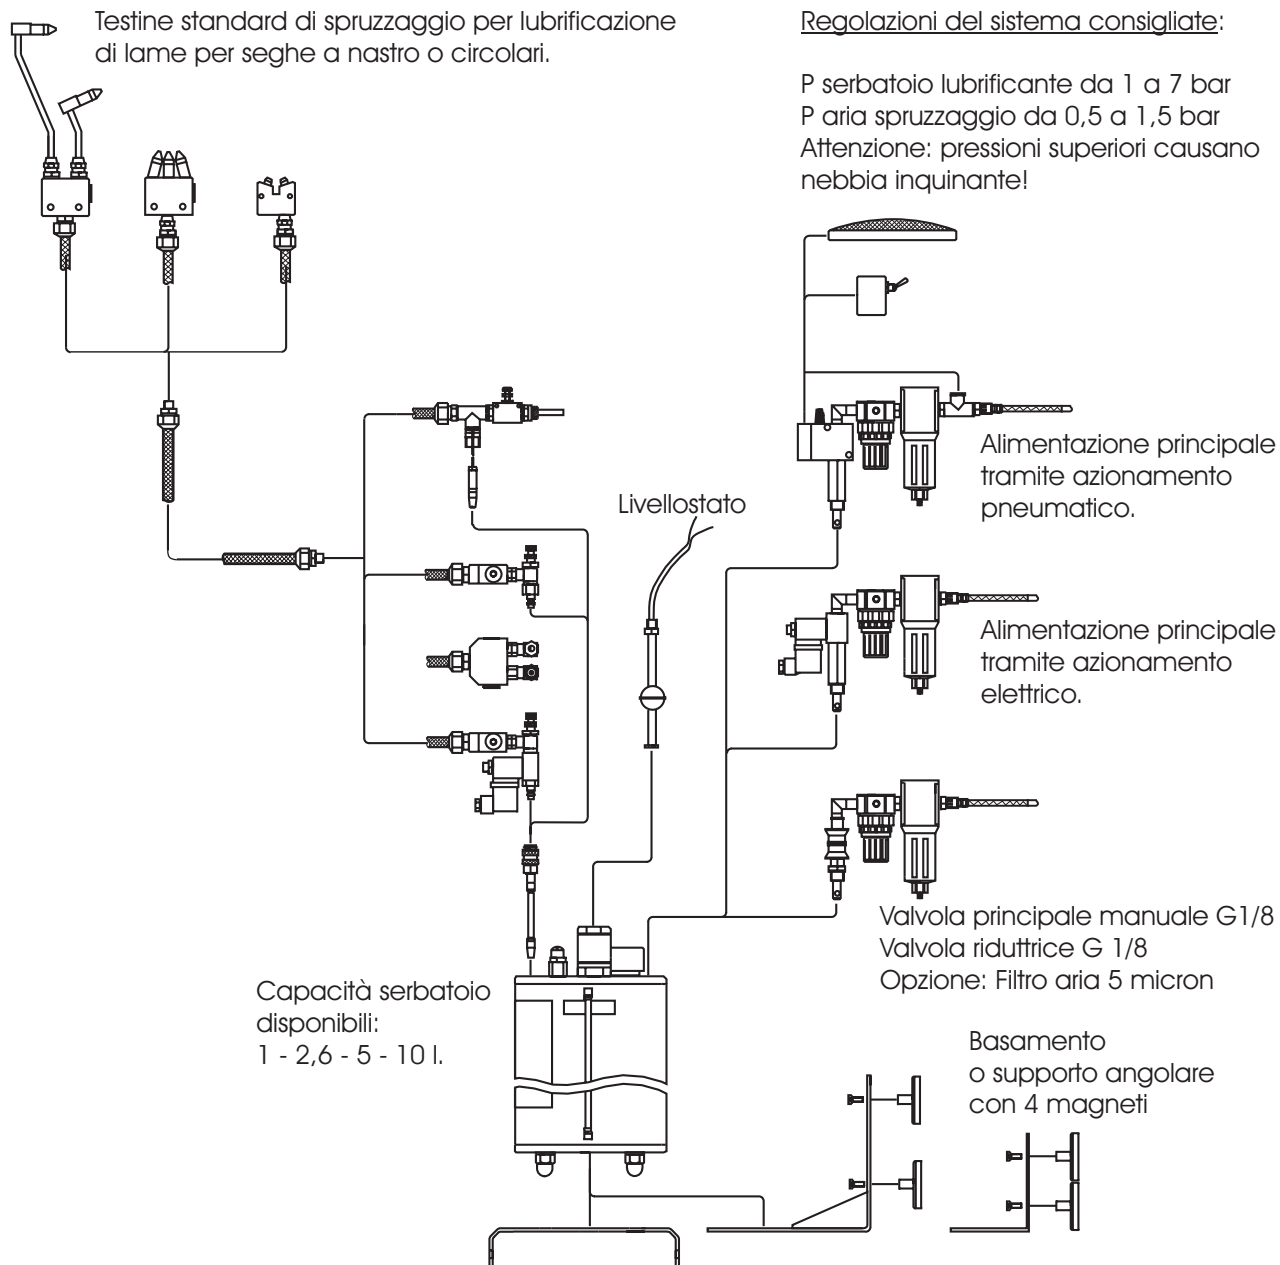 Testine standard di spruzzaggio per lubrificazione
di lame per seghe a nastro o circolari.
Regolazioni del sistema consigliate:
P serbatoio lubrificante da 1 a 7 bar
P aria spruzzaggio da 0,5 a 1,5 bar
Attenzione: pressioni superiori causano
nebbia inquinante!
Alimentazione principale
tramite azionamento
pneumatico.
Livellostato
Alimentazione principale
tramite azionamento
elettrico.
Valvola principale manuale G1/8
Valvola riduttrice G 1/8
Opzione: Filtro aria 5 micron
Capacità serbatoio
disponibili:
1 - 2,6 - 5 - 10 l.
Basamento
o supporto angolare
con 4 magneti